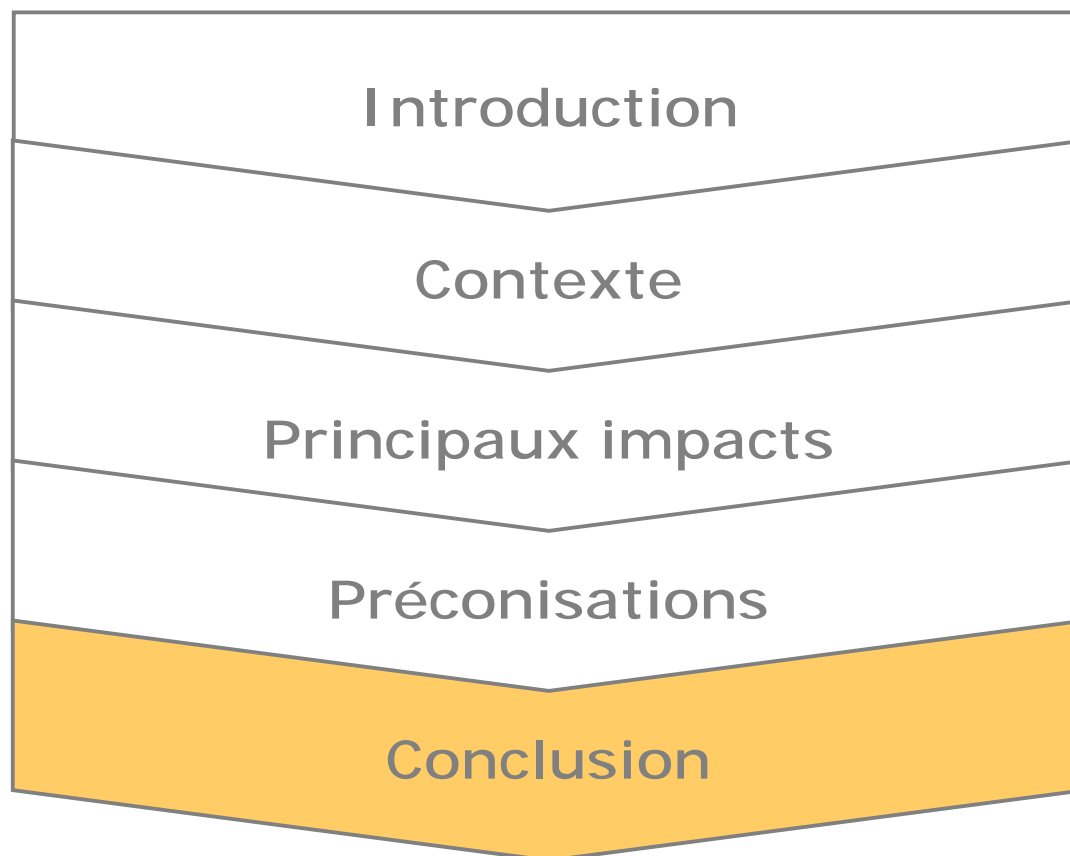 Introduction
Contexte
Principaux impacts
Préconisations
Conclusion